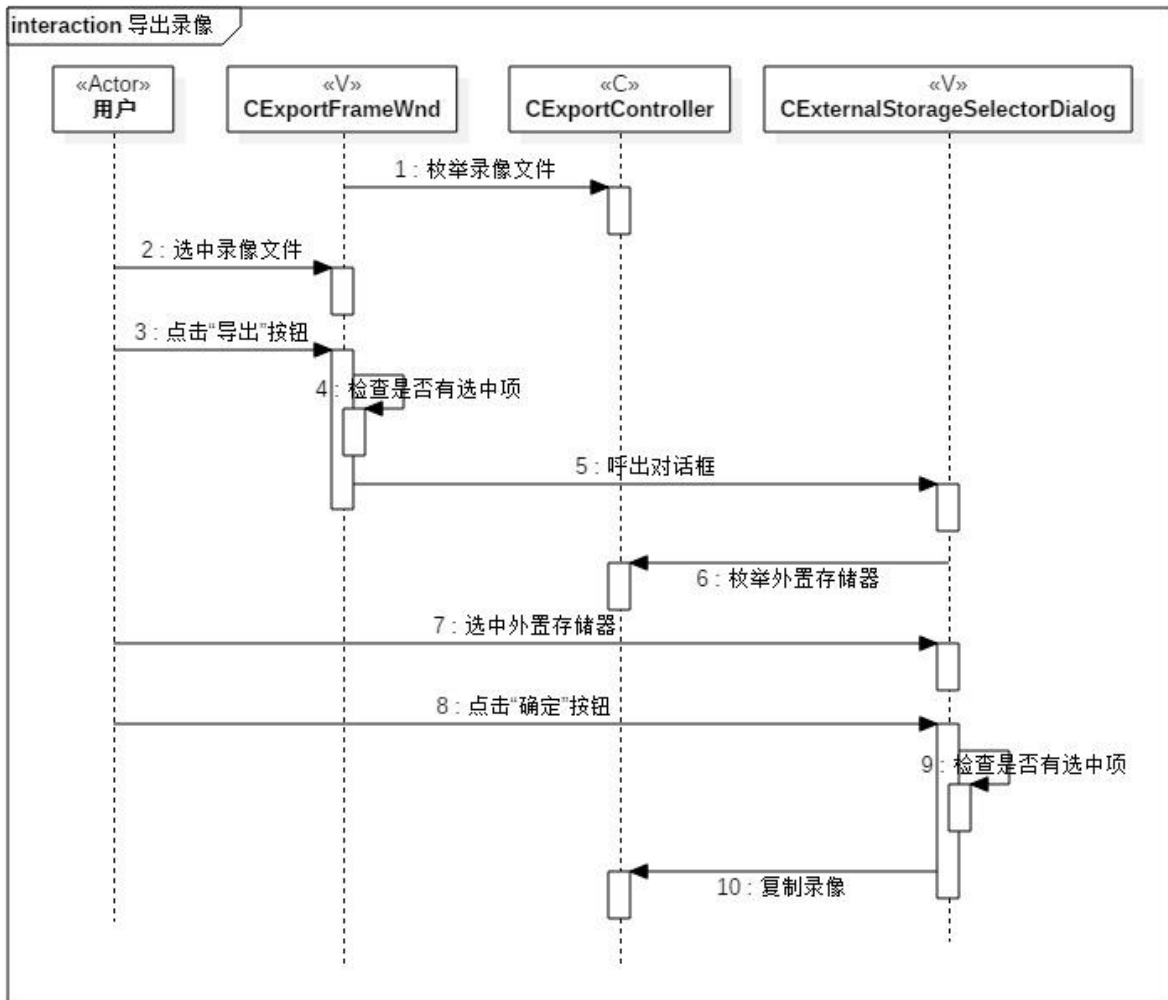 interaction 导出录像
«Actor»
用户
«V»
CExportFrameWnd
«C»
CExportController
«V»
CExternalStorageSelectorDialog
1 : 枚举录像文件
2 : 选中录像文件
3 : 点击“导出”按钮
4 : 检查是否有选中项
5 : 呼出对话框
6 : 枚举外置存储器
7 : 选中外置存储器
8 : 点击“确定”按钮
9 : 检查是否有选中项
10 : 复制录像